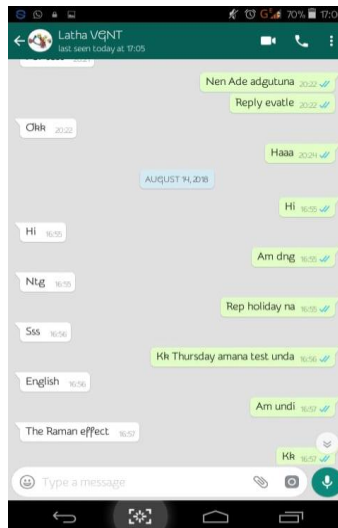 70% 17:0
Latha VGNT
last seen today at 17:05
Nen Ade adgutuna 20:22
Reply evatle 20:22
Okk 20:22
Haaa 20:24
AUGUST 14, 2018
Hi 16:55
Hi 16:55
Am dng 16:55
Ntg 16:55
Rep holiday na 16:55
Sss 16:56
Kk Thursday amana test unda 16:56
English 16:56
Am undi 16:57
The Raman effect 16:57
Kk 16:57
Type a message